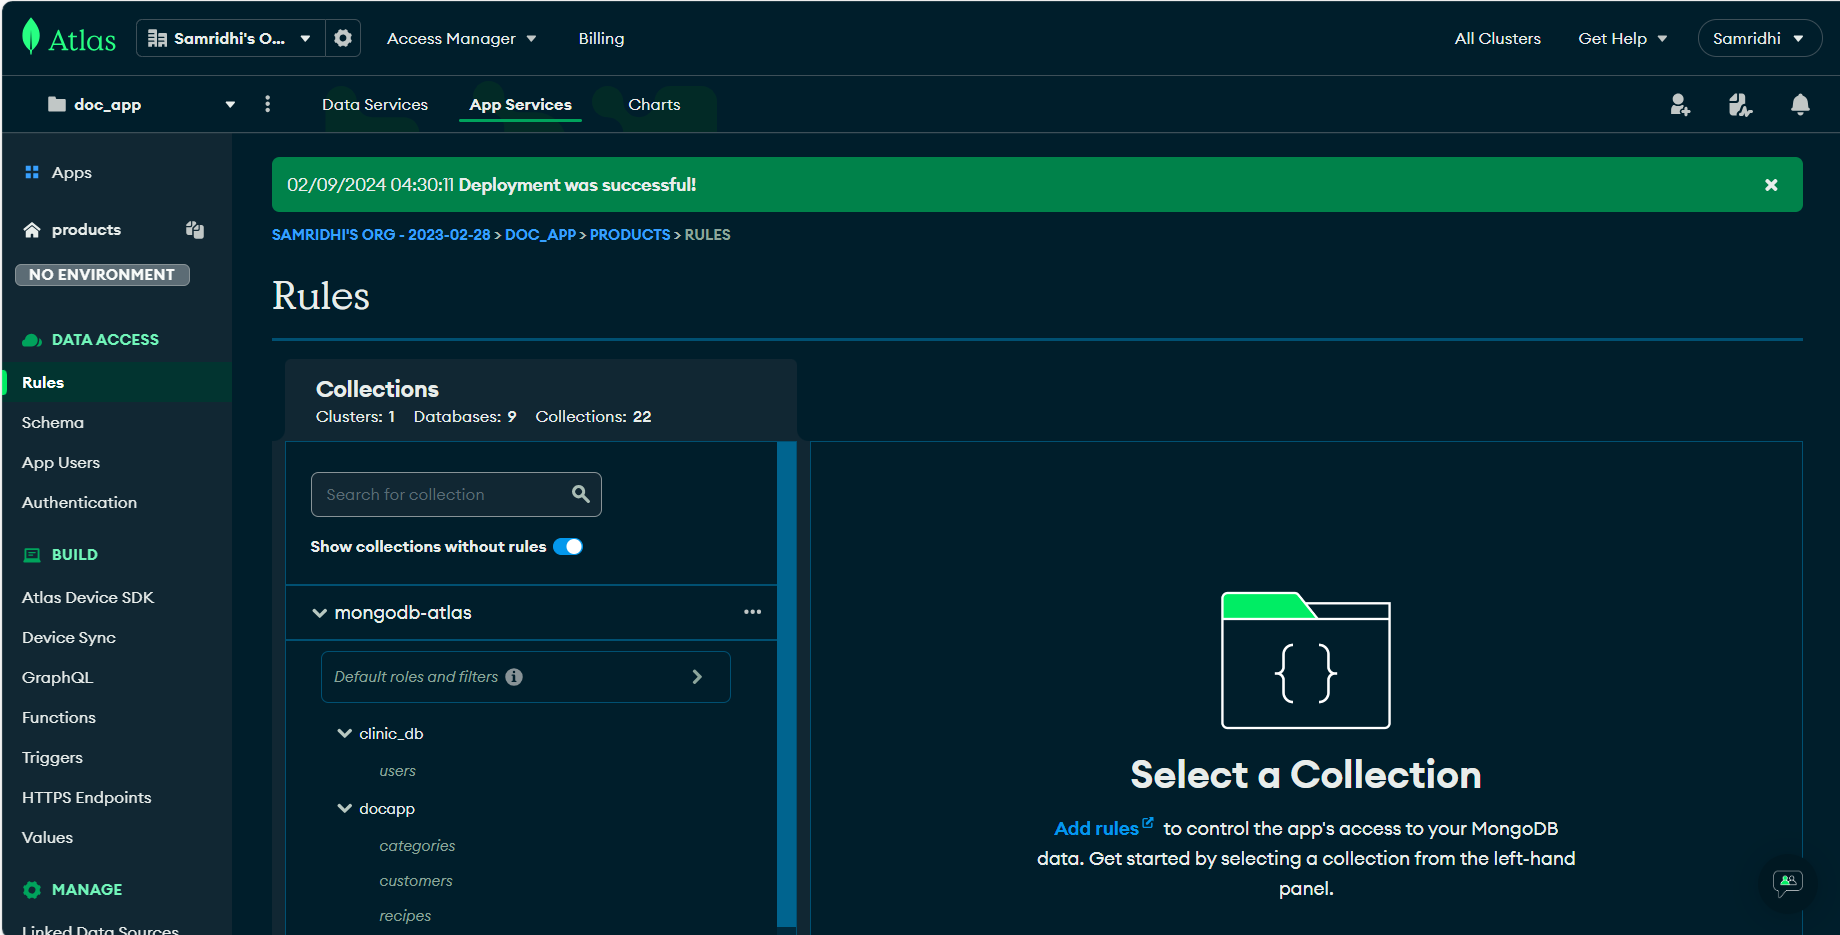 Atlas
Samridhi's O...
Access Manager
Billing
All Clusters
Get Help
Samridhi
doc_app
Data Services
App Services
Charts
Apps
products
NO ENVIRONMENT
DATA ACCESS
Rules
Schema
App Users
Authentication
BUILD
Atlas Device SDK
Device Sync
GraphQL
Functions
Triggers
HTTPS Endpoints
Values
MANAGE
Linked Data Sources
02/09/2024 04:30:11 Deployment was successful!
SAMRIDHI'S ORG - 2023-02-28 > DOC_APP > PRODUCTS > RULES
Rules
Collections
Clusters: 1 Databases: 9 Collections: 22
Search for collection
Show collections without rules
mongodb-atlas
Default roles and filters
clinic_db
users
docapp
categories
customers
recipes
{ }
Select a Collection
Add rules to control the app's access to your MongoDB
data. Get started by selecting a collection from the left-hand
panel.